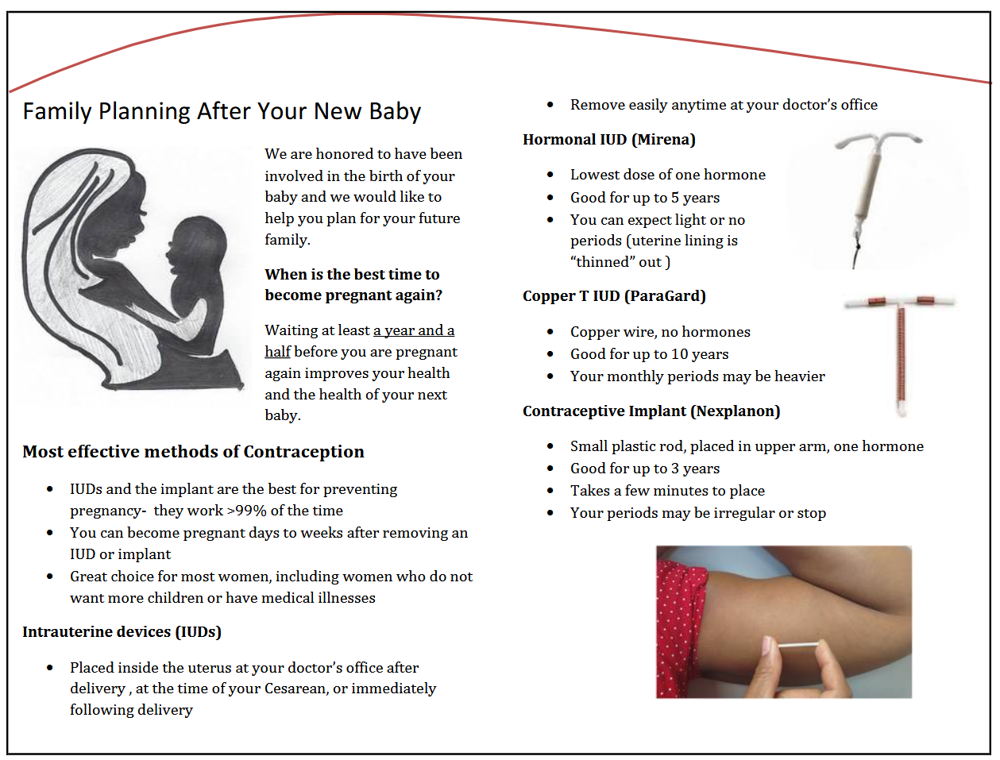 Family Planning After Your New Baby
We are honored to have been
involved in the birth of your
baby and we would like to
help you plan for your future
family.
When is the best time to
become pregnant again?
Waiting at least a year and a
half before you are pregnant
again improves your health
and the health of your next
baby.
Most effective methods of Contraception
• IUDs and the implant are the best for preventing
pregnancy-  they work >99% of the time
• You can become pregnant days to weeks after removing an
IUD or implant
• Great choice for most women, including women who do not
want more children or have medical illnesses
Intrauterine devices (IUDs)
• Placed inside the uterus at your doctor's office after
delivery , at the time of your Cesarean, or immediately
following delivery
• Remove easily anytime at your doctor's office
Hormonal IUD (Mirena)
• Lowest dose of one hormone
• Good for up to 5 years
• You can expect light or no
periods (uterine lining is
“thinned” out )
Copper T IUD (ParaGard)
• Copper wire, no hormones
• Good for up to 10 years
• Your monthly periods may be heavier
Contraceptive Implant (Nexplanon)
• Small plastic rod, placed in upper arm, one hormone
• Good for up to 3 years
• Takes a few minutes to place
• Your periods may be irregular or stop